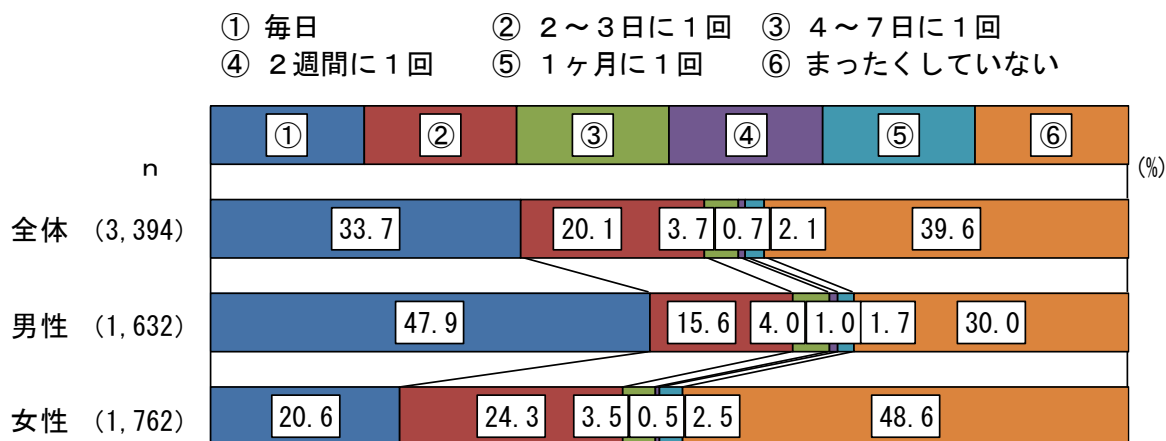 ① 毎日 ② 2～3日に1回 ③ 4～7日に1回
④ 2週間に1回 ⑤ 1ヶ月に1回 ⑥ まったくしていない
① ② ③ ④ ⑤ ⑥
n (%)
全体 (3,394) 33.7 20.1 3.7 0.7 2.1 39.6
男性 (1,632) 47.9 15.6 4.0 1.0 1.7 30.0
女性 (1,762) 20.6 24.3 3.5 0.5 2.5 48.6